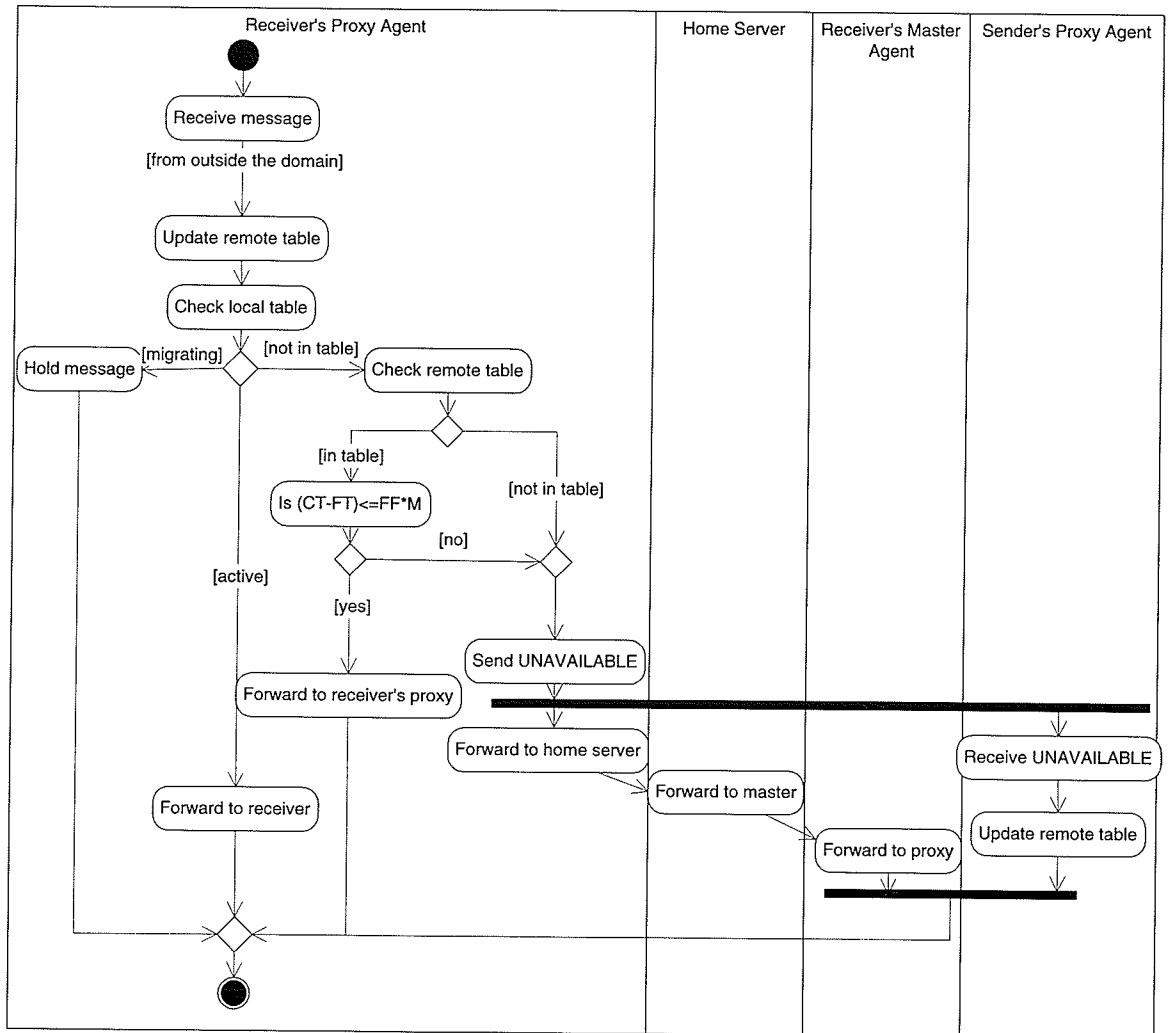 Receiver's Proxy Agent
Home Server
Receiver's Master
Agent
Sender's Proxy Agent
Receive message
[from outside the domain]
Update remote table
Check local table
Hold message
[migrating]
[not in table]
Check remote table
[in table]
[not in table]
Is (CT-FT)<=FF*M
[no]
[active]
[yes]
Send UNAVAILABLE
Forward to receiver's proxy
Forward to home server
Receive UNAVAILABLE
Forward to master
Forward to receiver
Update remote table
Forward to proxy